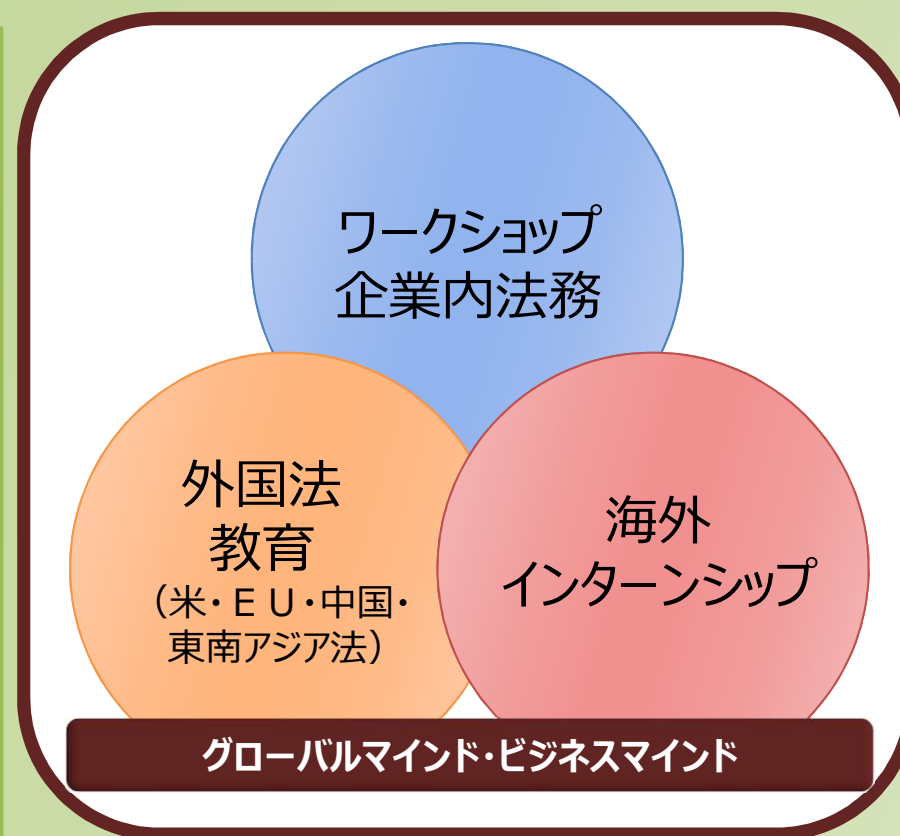 ワークショップ
企業内法務
外国法
教育
（米・ＥＵ・中国・
東南アジア法）
海外
インターンシップ
グローバルマインド・ビジネスマインド